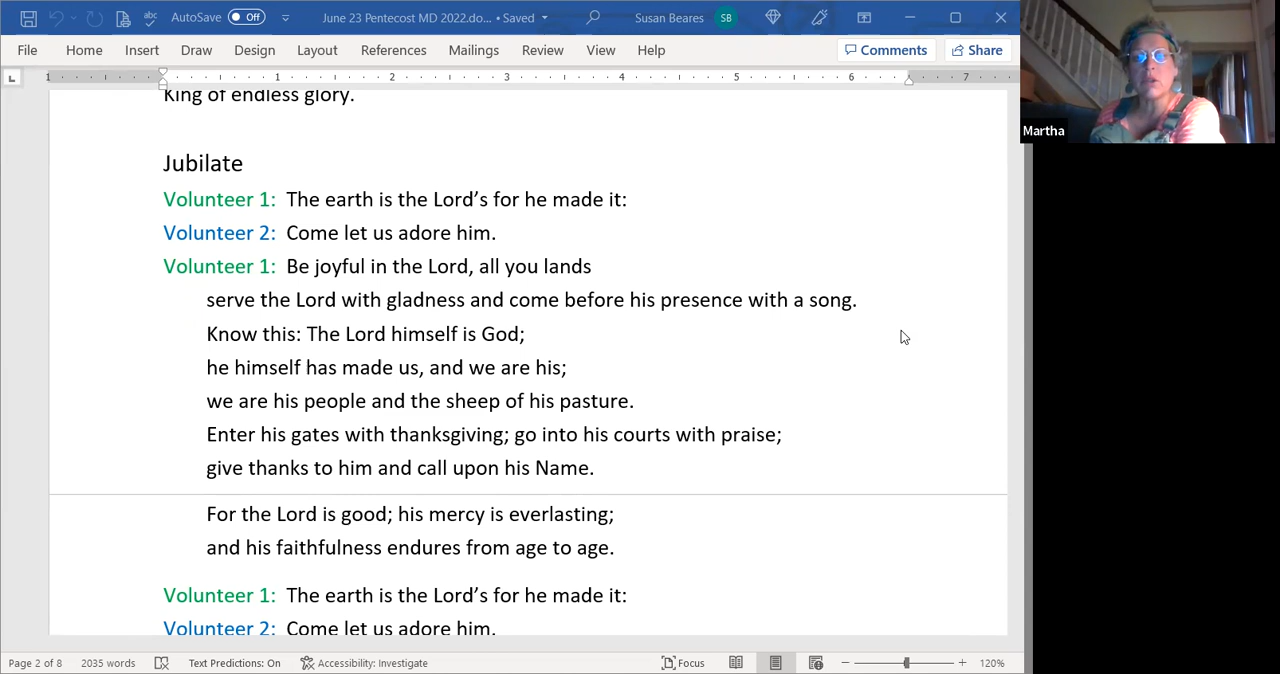 AutoSave Off June 23 Pentecost MD 2022.do... • Saved Susan Beares SB
File Home Insert Draw Design Layout References Mailings Review View Help Comments Share
1 1 2 3 4 5 6 7
King of endless glory.
Jubilate
Volunteer 1: The earth is the Lord’s for he made it:
Volunteer 2: Come let us adore him.
Volunteer 1: Be joyful in the Lord, all you lands
serve the Lord with gladness and come before his presence with a song.
Know this: The Lord himself is God;
he himself has made us, and we are his;
we are his people and the sheep of his pasture.
Enter his gates with thanksgiving; go into his courts with praise;
give thanks to him and call upon his Name.
For the Lord is good; his mercy is everlasting;
and his faithfulness endures from age to age.
Volunteer 1: The earth is the Lord’s for he made it:
Volunteer 2: Come let us adore him.
Page 2 of 8 2035 words Text Predictions: On Accessibility: Investigate Focus 120%
Martha